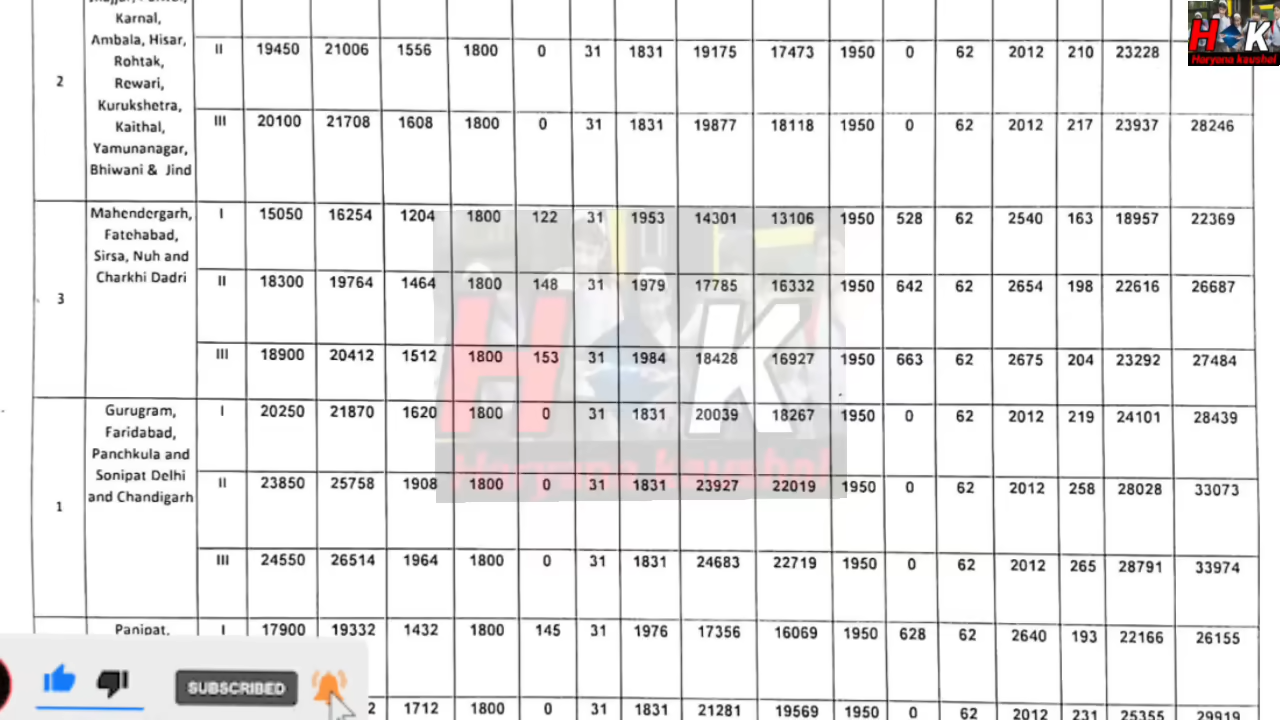 Karnal,
Ambala, Hisar,
Rohtak,
Rewari,
Kurukshetra,
Kaithal,
Yamunanagar,
Bhiwani & Jind
2
II 19450 21006 1556 1800 0 31 1831 19175 17473 1950 0 62 2012 210 23228
III 20100 21708 1608 1800 0 31 1831 19877 18118 1950 0 62 2012 217 23937 28246
3
Mahendergarh,
Fatehabad,
Sirsa, Nuh and
Charkhi Dadri
I 15050 16254 1204 1800 122 31 1953 14301 13106 1950 528 62 2540 163 18957 22369
II 18300 19764 1464 1800 148 31 1979 17785 16332 1950 642 62 2654 198 22616 26687
III 18900 20412 1512 1800 153 31 1984 18428 16927 1950 663 62 2675 204 23292 27484
1
Gurugram,
Faridabad,
Panchkula and
Sonipat Delhi
and Chandigarh
I 20250 21870 1620 1800 0 31 1831 20039 18267 1950 0 62 2012 219 24101 28439
II 23850 25758 1908 1800 0 31 1831 23927 22019 1950 0 62 2012 258 28028 33073
III 24550 26514 1964 1800 0 31 1831 24683 22719 1950 0 62 2012 265 28791 33974
Panipat,
I 17900 19332 1432 1800 145 31 1976 17356 16069 1950 628 62 2640 193 22166 26155
2 1712 1800 0 31 1831 21281 19569 1950 0 62 2012 231 25355 29919
H K
Haryana kaushal
H K
Haryana kaushal
SUBSCRIBED